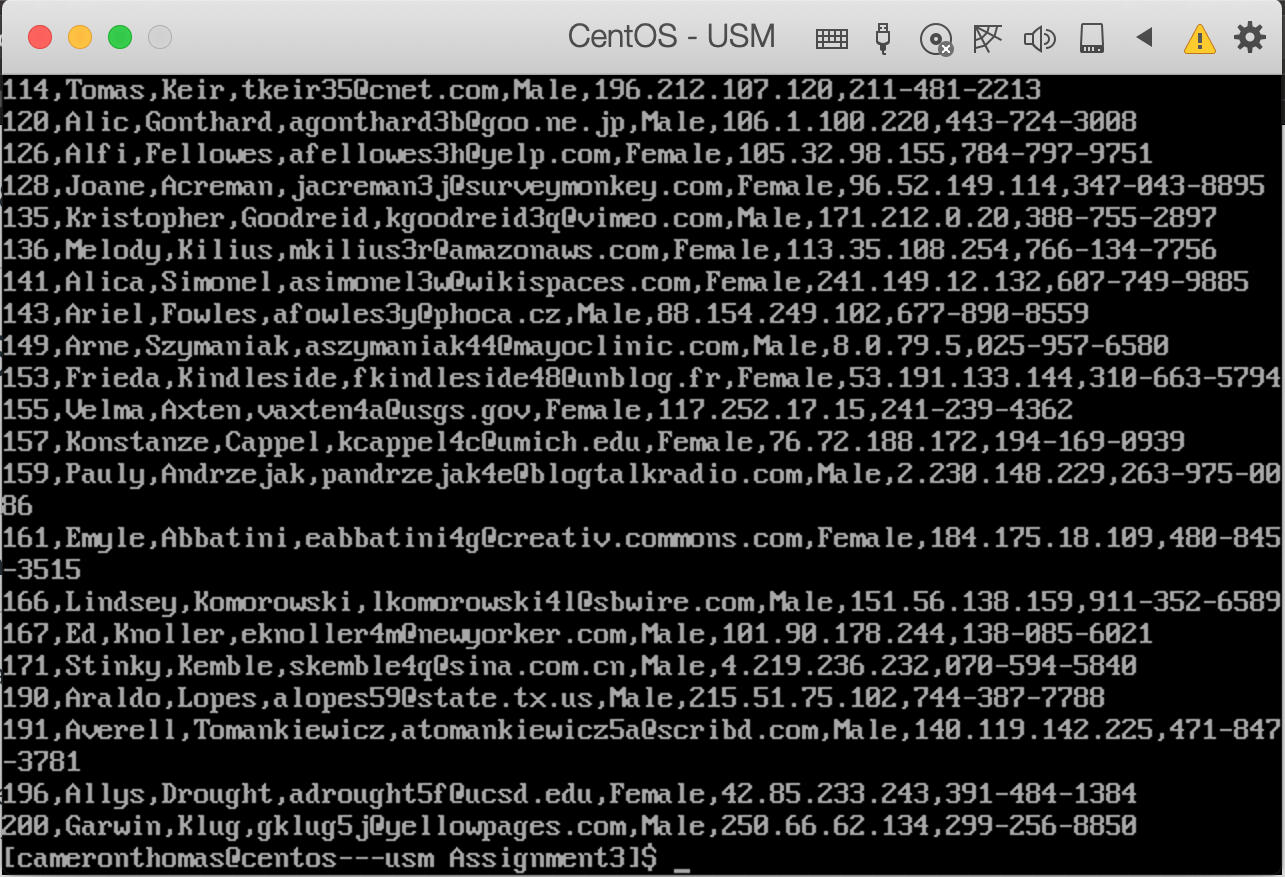 CentOS - USM
114,Tomas,Keir,tkeir35@cnet.com,Male,196.212.107.120,211-481-2213
120,Alic,Gonthard,agonthard3b@goo.ne.jp,Male,106.1.100.220,443-724-3008
126,Alfi,Fellowes,afellowes3h@yelp.com,Female,105.32.98.155,784-797-9751
128,Joane,Acreman,jacreman3j@surveymonkey.com,Female,96.52.149.114,347-043-8895
135,Kristopher,Goodreid,kgoodreid3q@vimeo.com,Male,171.212.0.20,388-755-2897
136,Melody,Kilius,mkilius3r@amazonaws.com,Female,113.35.108.254,766-134-7756
141,Alica,Simonel,asimonel3w@wikispaces.com,Female,241.149.12.132,607-749-9885
143,Ariel,Fowles,afowles3y@phoca.cz,Male,88.154.249.102,677-890-8559
149,Arne,Szymaniak,aszymaniak44@mayoclinic.com,Male,8.0.79.5,025-957-6580
153,Frieda,Kindleside,fkindleside48@unblog.fr,Female,53.191.133.144,310-663-5794
155,Velma,Axten,vaxten4a@usgs.gov,Female,117.252.17.15,241-239-4362
157,Konstanze,Cappel,kcappel4c@umich.edu,Female,76.72.188.172,194-169-0939
159,Pauly,Andrzejak,pandrzejak4e@blogtalkradio.com,Male,2.230.148.229,263-975-00
86
161,Emyle,Abbatini,eabbatini4g@creativ.commons.com,Female,184.175.18.109,480-845
-3515
166,Lindsey,Komorowski,lkomorowski4l@sbwire.com,Male,151.56.138.159,911-352-6589
167,Ed,Knoller,eknoller4m@newyorker.com,Male,101.90.178.244,138-085-6021
171,Stinky,Kemble,skemble4q@sina.com.cn,Male,4.219.236.232,070-594-5840
190,Araldo,Lopes,alopes59@state.tx.us,Male,215.51.75.102,744-387-7788
191,Averell,Tomankiewicz,atomankiewicz5a@scribd.com,Male,140.119.142.225,471-847
-3781
196,Allys,Drought,adrought5f@ucsd.edu,Female,42.85.233.243,391-484-1384
200,Garwin,Klug,gklug5j@yellowpages.com,Male,250.66.62.134,299-256-8850
[cameronthomas@centos---usm Assignment3]$ _